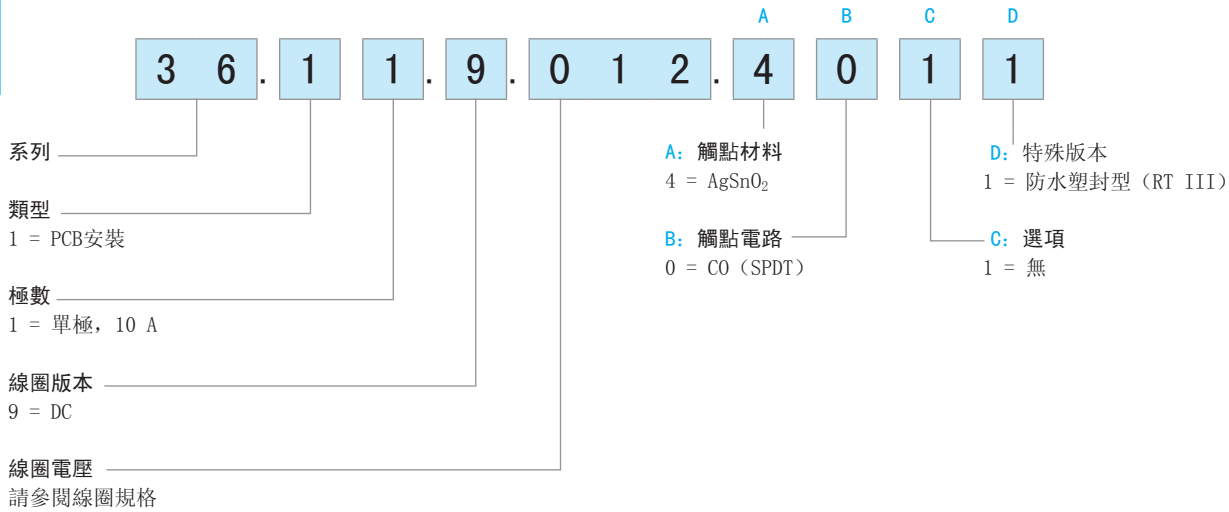 A B C D
3 6 . 1 1 . 9 . 0 1 2 . 4 0 1 1
系列
類型
1 = PCB安裝
極數
1 = 單極, 10 A
線圈版本
9 = DC
線圈電壓
請參閱線圈規格
A: 觸點材料
4 = AgSnO₂
B: 觸點電路
0 = CO (SPDT)
D: 特殊版本
1 = 防水塑封型 (RT III)
C: 選項
1 = 無